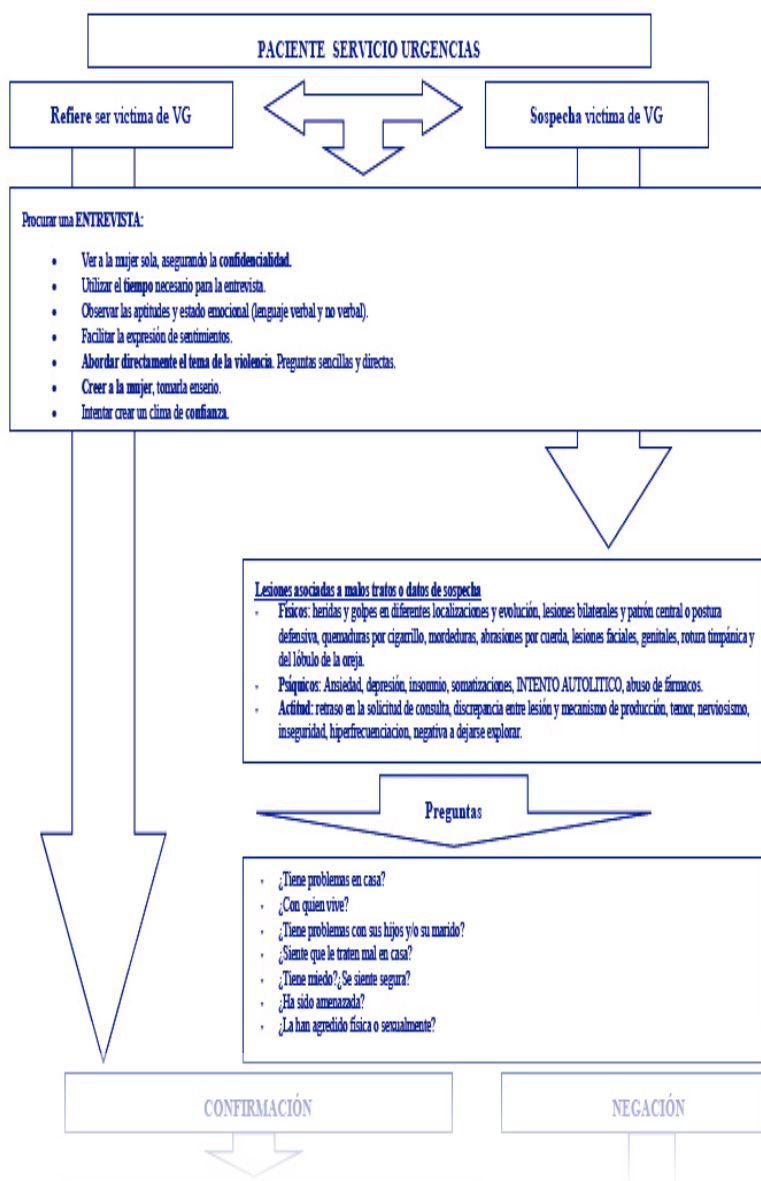 PACIENTE SERVICIO URGENCIAS
Refiere ser victima de VG
Sospecha victima de VG
Procurar una ENTREVISTA:
• Ver a la mujer sola, asegurando la confidencialidad.
• Utilizar el tiempo necesario para la entrevista.
• Observar las aptitudes y estado emocional (lenguaje verbal y no verbal).
• Facilitar la expresión de sentimientos.
• Abordar directamente el tema de la violencia. Preguntas sencillas y directas.
• Creer a la mujer, tomarla enserio.
• Intentar crear un clima de confianza.
Lesiones asociadas a malos tratos o datos de sospecha
- Físicos: heridas y golpes en diferentes localizaciones y evolución, lesiones bilaterales y patrón central o postura
defensiva, quemaduras por cigarrillo, mordeduras, abrasiones por cuerda, lesiones faciales, genitales, rotura timpánica y
del lóbulo de la oreja.
- Psíquicos: Ansiedad, depresión, insomnio, somatizaciones, INTENTO AUTOLITICO, abuso de fármacos.
- Actitud: retraso en la solicitud de consulta, discrepancia entre lesión y mecanismo de producción, temor, nerviosismo,
inseguridad, hiperfrecuenciacion, negativa a dejarse explorar.
Preguntas
- ¿Tiene problemas en casa?
- ¿Con quien vive?
- ¿Tiene problemas con sus hijos y/o su marido?
- ¿Siente que le traten mal en casa?
- ¿Tiene miedo?¿Se siente segura?
- ¿Ha sido amenazada?
- ¿La han agredido física o sexualmente?
CONFIRMACIÓN
NEGACIÓN